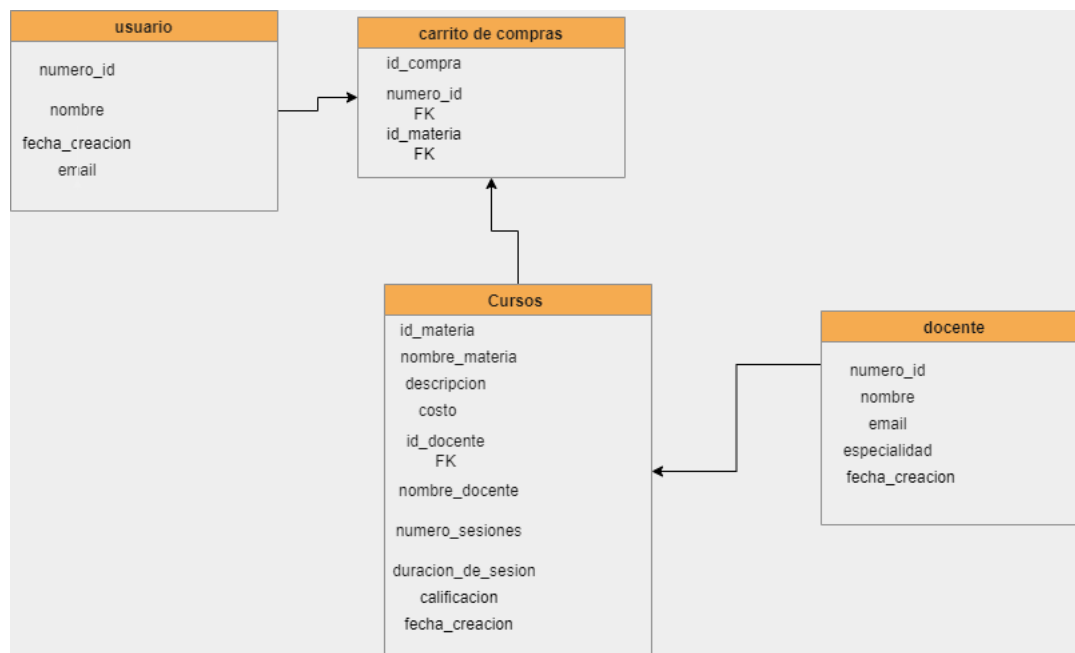 usuario
numero_id
nombre
fecha_creacion
email
carrito de compras
id_compra
numero_id
FK
id_materia
FK
Cursos
id_materia
nombre_materia
descripcion
costo
id_docente
FK
nombre_docente
numero_sesiones
duracion_de_sesion
calificacion
fecha_creacion
docente
numero_id
nombre
email
especialidad
fecha_creacion